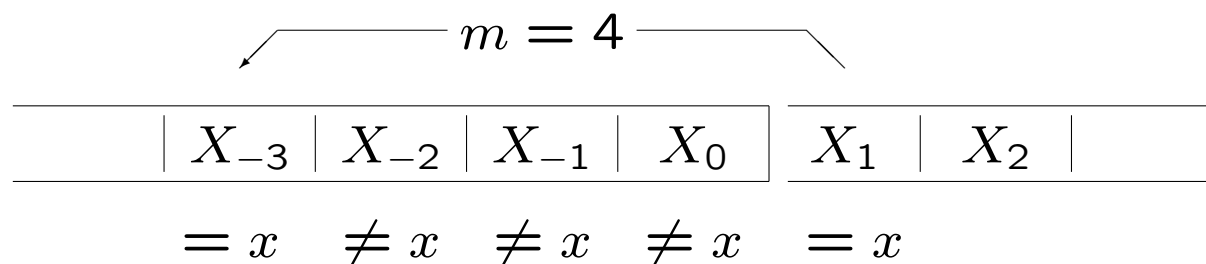 m = 4
X₋₃ X₋₂ X₋₁ X₀ X₁ X₂
= x ≠ x ≠ x ≠ x = x